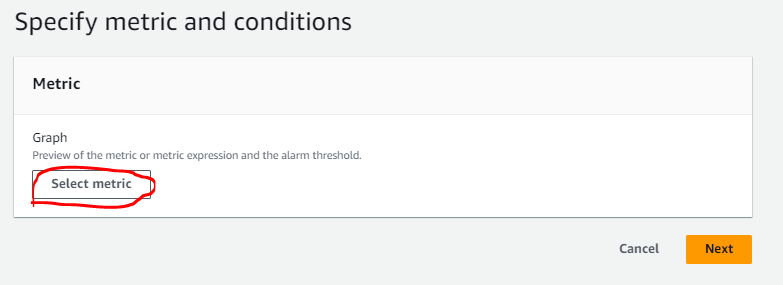 Specify metric and conditions
Metric
Graph
Preview of the metric or metric expression and the alarm threshold.
Select metric
Cancel
Next